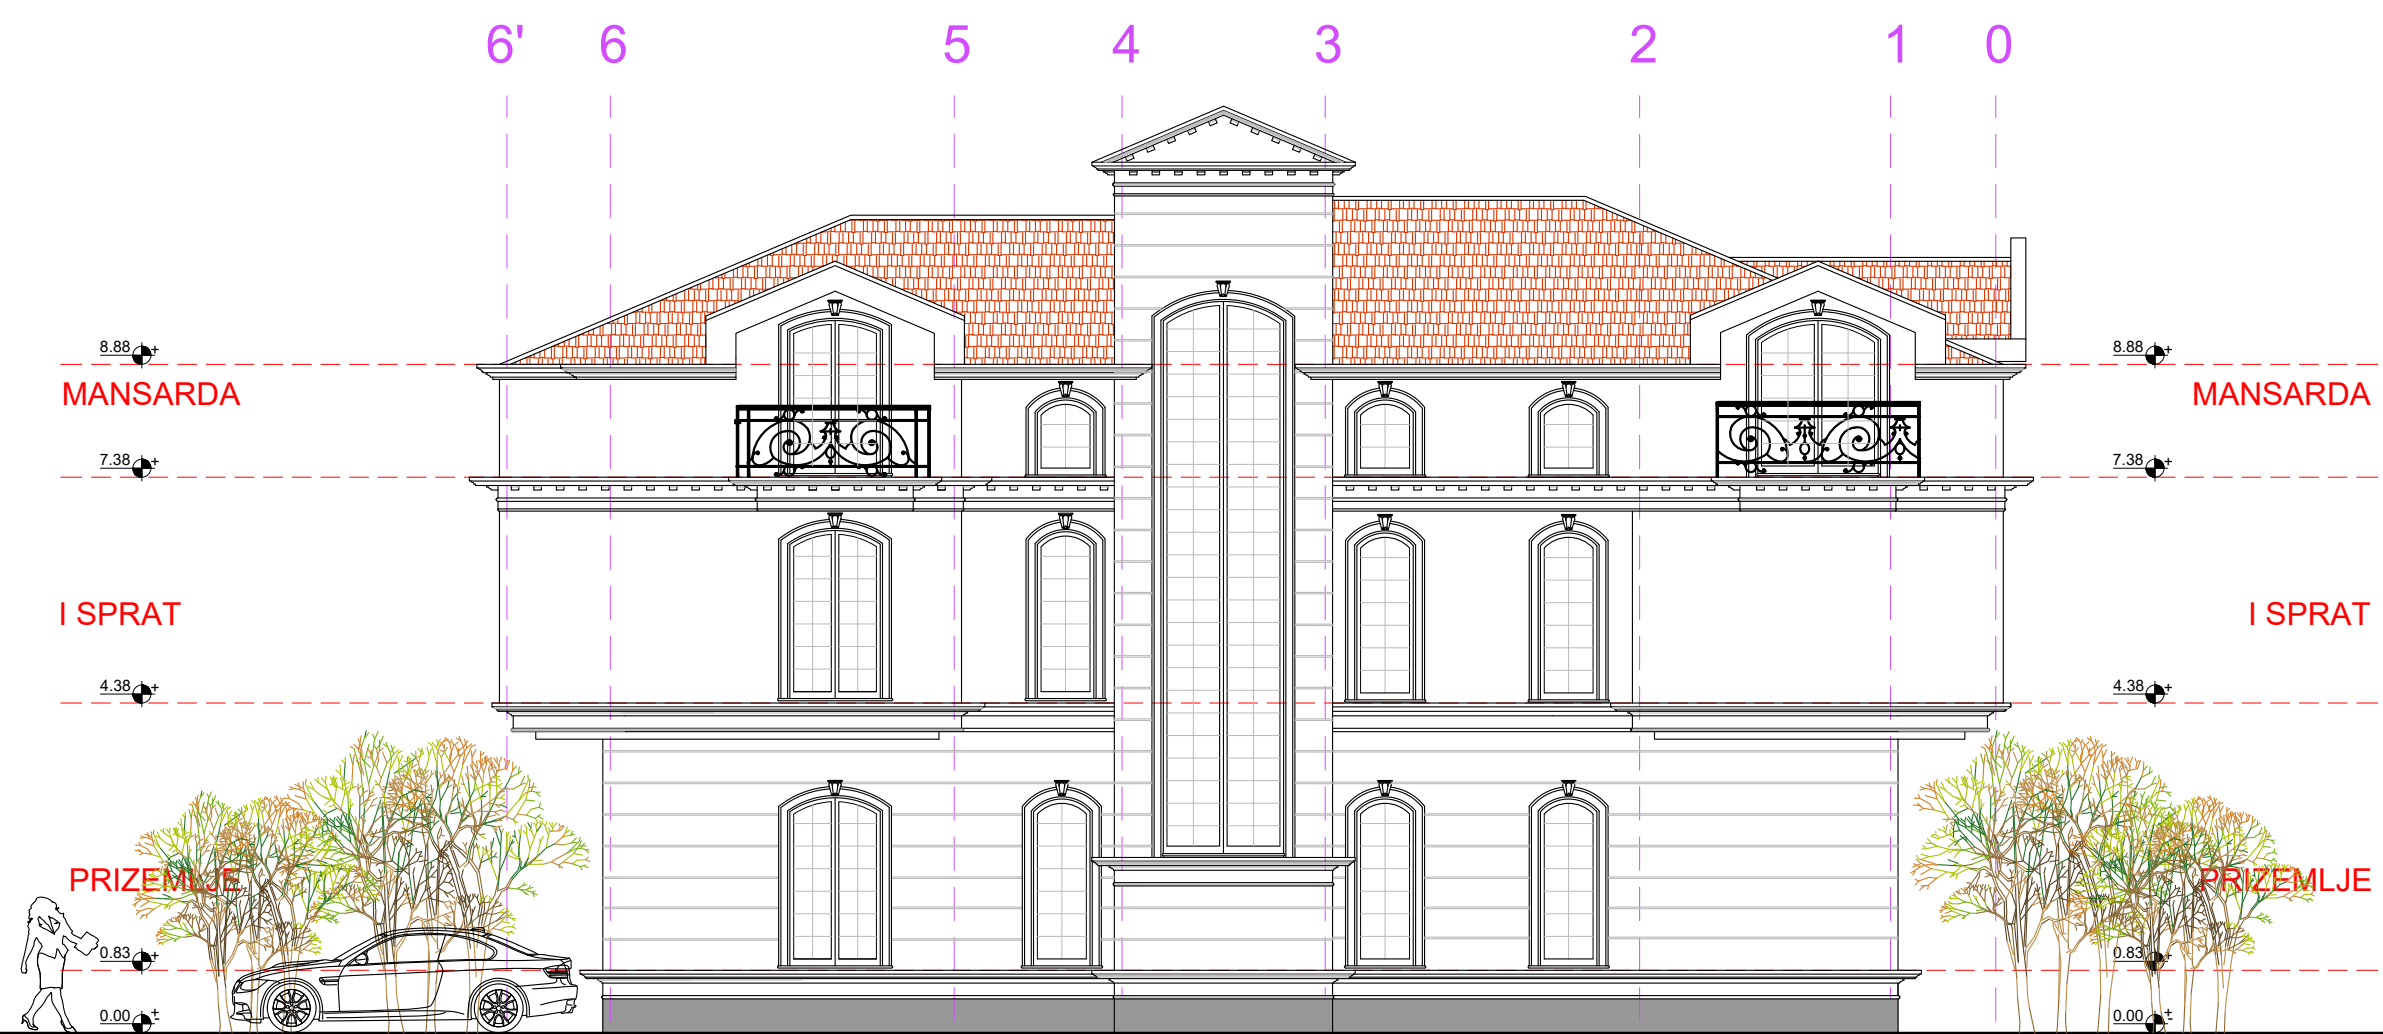 6' 6 5 4 3 2 1 0
8.88 + 8.88 +
MANSARDA MANSARDA
7.38 + 7.38 +
I SPRAT I SPRAT
4.38 + 4.38 +
PRIZEMLJE PRIZEMLJE
0.83 + 0.83 +
0.00 ± 0.00 ±